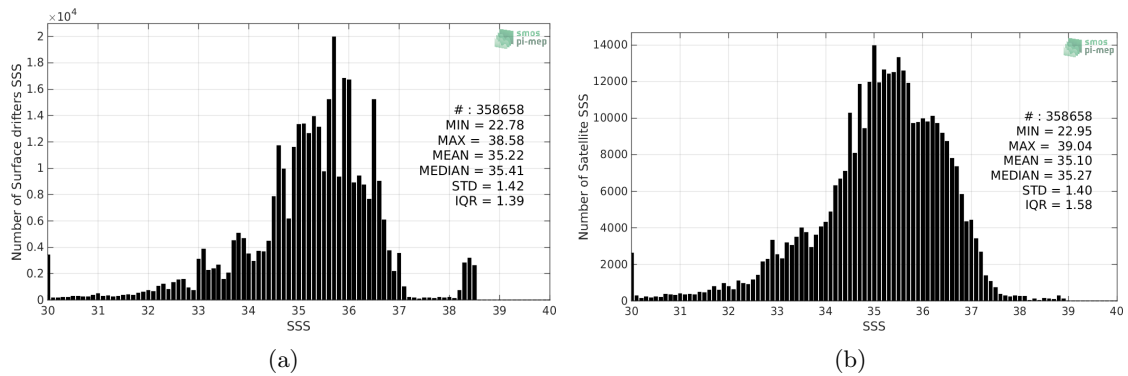 ×10⁴
2
1.8
1.6
1.4
1.2
1
0.8
0.6
0.4
0.2
0
Number of Surface drifters SSS
smos
pi-mep
# : 358658
MIN = 22.78
MAX = 38.58
MEAN = 35.22
MEDIAN = 35.41
STD = 1.42
IQR = 1.39
30 31 32 33 34 35 36 37 38 39 40
SSS
(a)
14000
12000
10000
8000
6000
4000
2000
0
Number of Satellite SSS
smos
pi-mep
# : 358658
MIN = 22.95
MAX = 39.04
MEAN = 35.10
MEDIAN = 35.27
STD = 1.40
IQR = 1.58
30 31 32 33 34 35 36 37 38 39 40
SSS
(b)